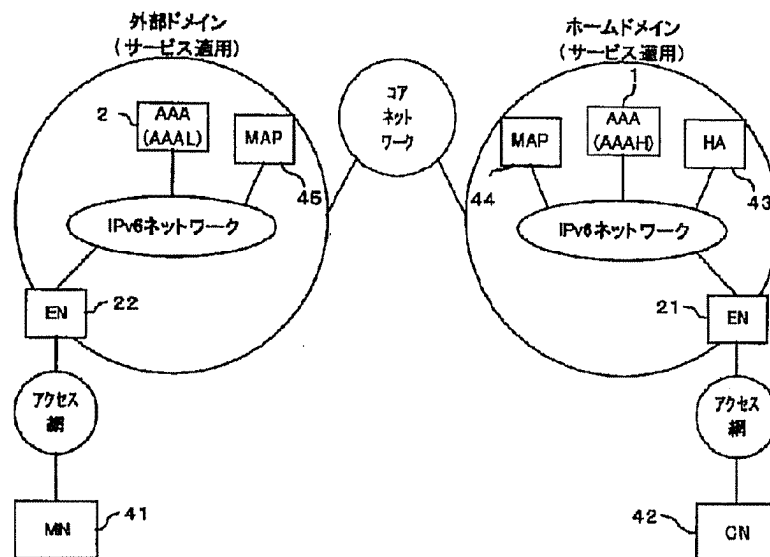 外部ドメイン
(サービス適用)
ホームドメイン
(サービス適用)
コア
ネット
ワーク
2
AAA
(AAAL)
MAP
45
1
AAA
(AAAH)
MAP
44
HA
43
IPv6ネットワーク
IPv6ネットワーク
EN
22
21
EN
アクセス
網
アクセス
網
MN
41
42
CN